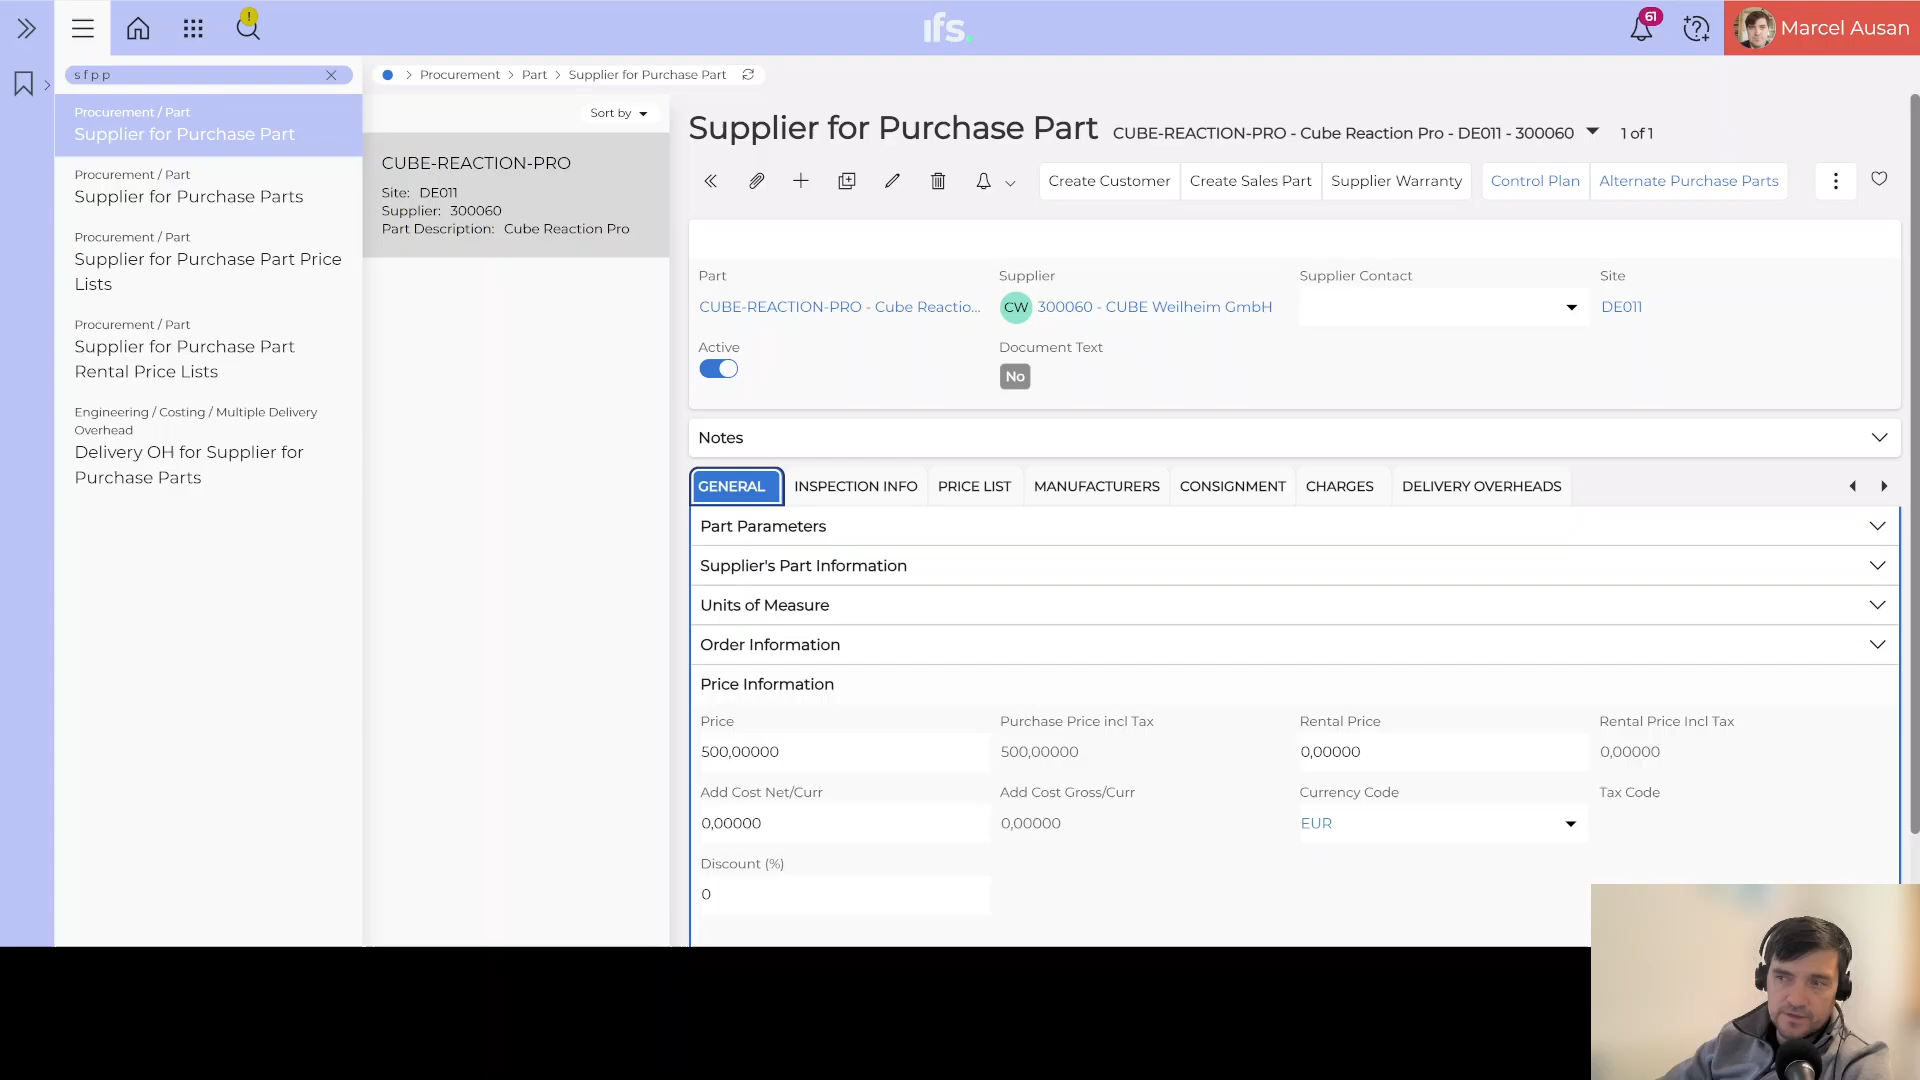 ifs.
!
61
Marcel Ausan
s f p p
Procurement / Part
Supplier for Purchase Part
Procurement / Part
Supplier for Purchase Parts
Procurement / Part
Supplier for Purchase Part Price
Lists
Procurement / Part
Supplier for Purchase Part
Rental Price Lists
Engineering / Costing / Multiple Delivery
Overhead
Delivery OH for Supplier for
Purchase Parts
Procurement Part Supplier for Purchase Part
Sort by
CUBE-REACTION-PRO
Site: DE011
Supplier: 300060
Part Description: Cube Reaction Pro
Supplier for Purchase Part CUBE-REACTION-PRO - Cube Reaction Pro - DE011 - 300060 1 of 1
Create Customer Create Sales Part Supplier Warranty Control Plan Alternate Purchase Parts
Part Supplier Supplier Contact Site
CUBE-REACTION-PRO - Cube Reactio... CW 300060 - CUBE Weilheim GmbH DE011
Active Document Text
No
Notes
GENERAL INSPECTION INFO PRICE LIST MANUFACTURERS CONSIGNMENT CHARGES DELIVERY OVERHEADS
Part Parameters
Supplier's Part Information
Units of Measure
Order Information
Price Information
Price Purchase Price incl Tax Rental Price Rental Price Incl Tax
500,00000 500,00000 0,00000 0,00000
Add Cost Net/Curr Add Cost Gross/Curr Currency Code Tax Code
0,00000 0,00000 EUR
Discount (%)
0